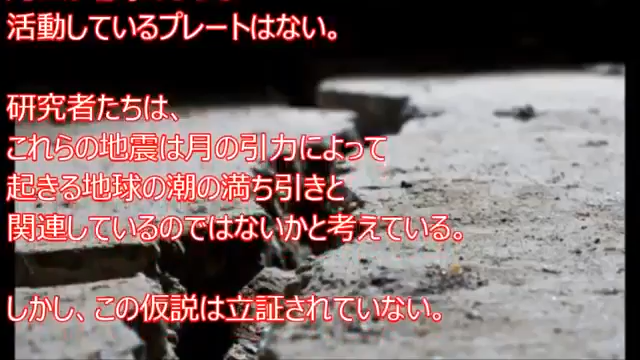 活動しているプレートはない。
研究者たちは、
これらの地震は月の引力によって
起きる地球の潮の満ち引きと
関連しているのではないかと考えている。
しかし、この仮説は立証されていない。